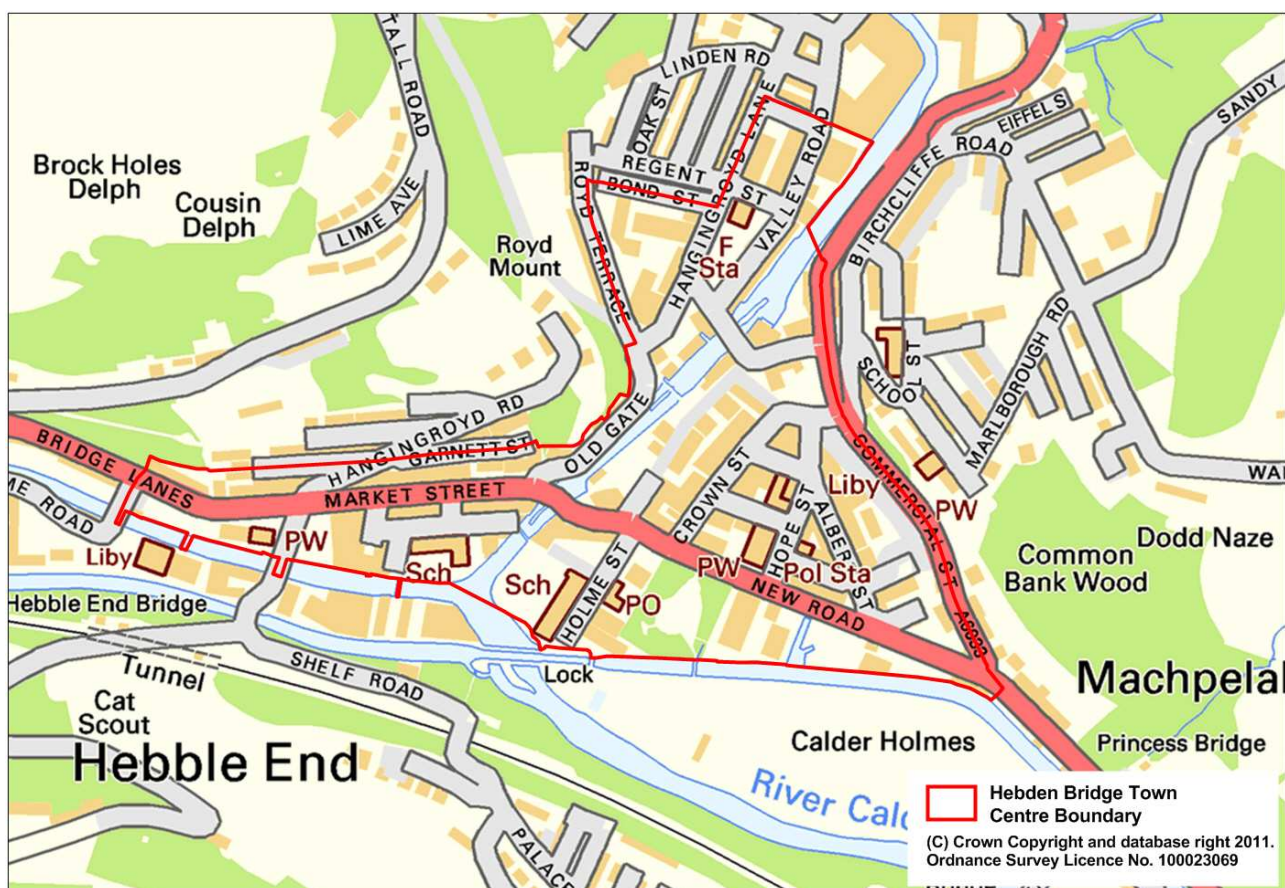 TALL ROAD
LINDEN RD
OAK ST
HANGINGROYD LANE
VALLEY ROAD
EIFFEL S
SANDY
BIRCHCLIFFE ROAD
REGENT ST
BOND ST
ROYD TERRACE
Brock Holes
Delph
Cousin
Delph
LIME AVE
Royd
Mount
F
Sta
MARLBOROUGH RD
SCHOOL ST
HANGINGROYD RD
GARNETT ST
OLD GATE
BRIDGE LANES
MARKET STREET
ME ROAD
CROWN ST
HOPE ST
ALBERT ST
Liby
COMMERCIAL ST
A6033
PW
WA
Dodd Naze
Common
Bank Wood
Liby
PW
Sch
Sch
HOLME ST
PO
PW
Pol Sta
NEW ROAD
Hebble End Bridge
Tunnel
SHELF ROAD
Lock
Cat
Scout
Hebble End
Calder Holmes
Machpelah
Princess Bridge
River Cald
PALACE
Hebden Bridge Town
Centre Boundary
(C) Crown Copyright and database right 2011.
Ordnance Survey Licence No. 100023069